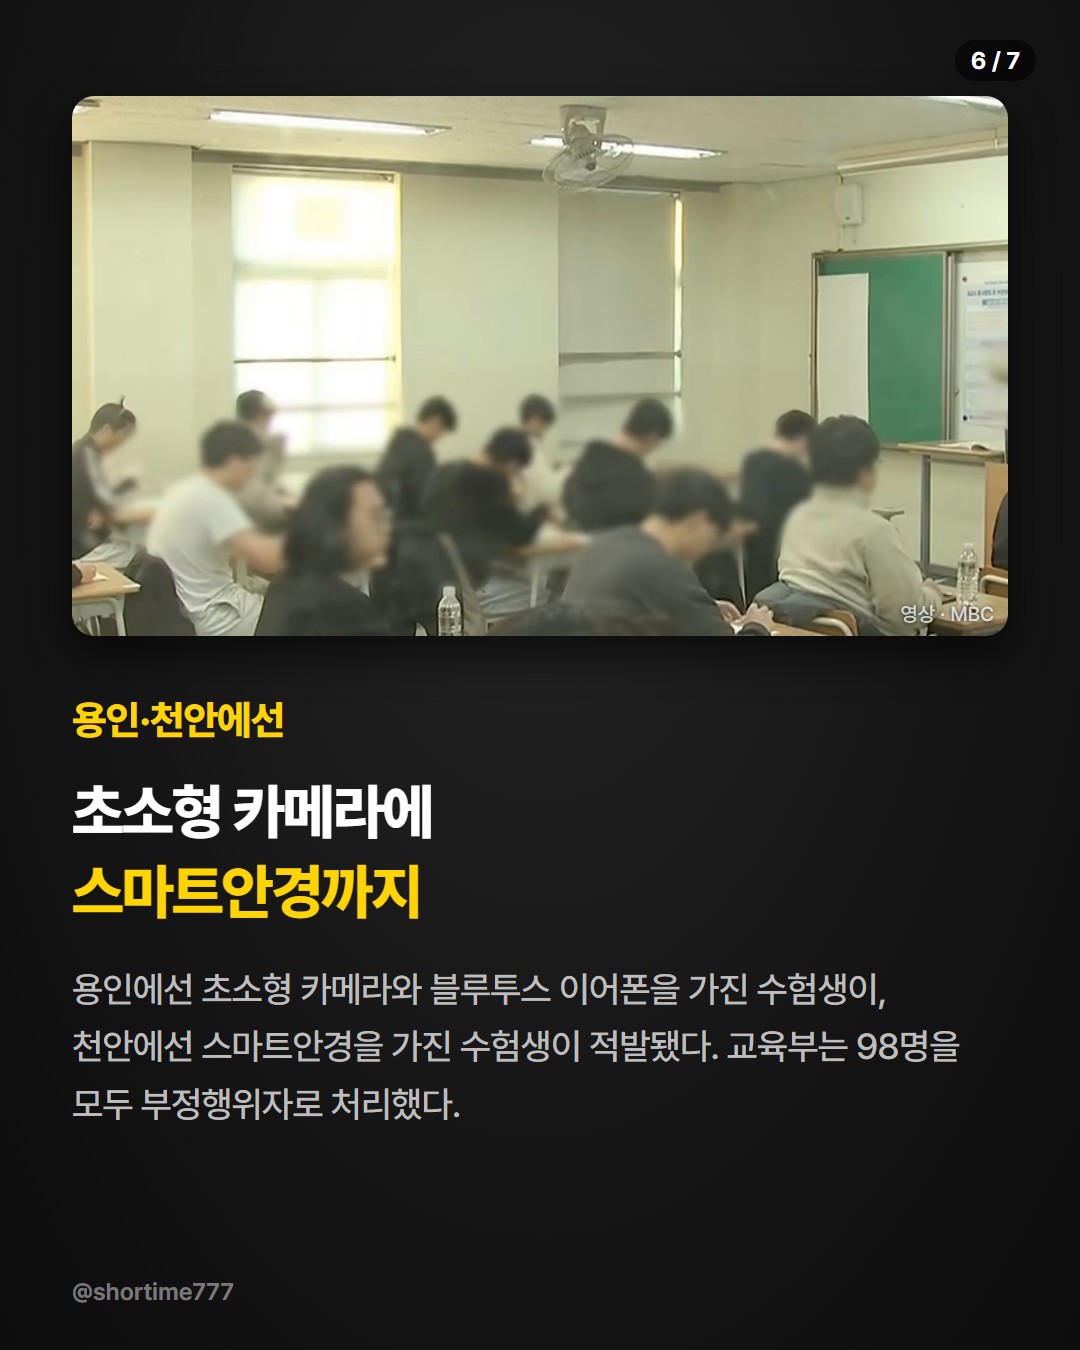 6 / 7
영상 · MBC
용인·천안에선
초소형 카메라에
스마트안경까지
용인에선 초소형 카메라와 블루투스 이어폰을 가진 수험생이,
천안에선 스마트안경을 가진 수험생이 적발됐다. 교육부는 98명을
모두 부정행위자로 처리했다.
@shortime777